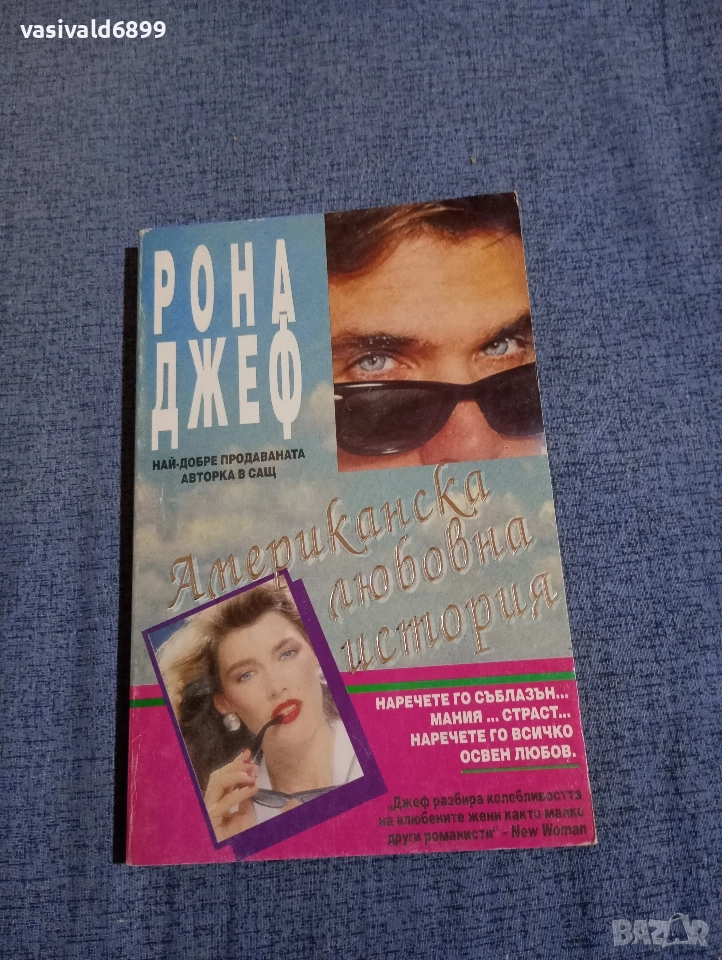 vasivald6899
РОНА
ДЖЕФ
НАЙ-ДОБРЕ ПРОДАВАНАТА
АВТОРКА В САЩ
Американска
любовна
история
НАРЕЧЕТЕ ГО СЪБЛАЗЪН...
МАНИЯ ... СТРАСТ...
НАРЕЧЕТЕ ГО ВСИЧКО
ОСВЕН ЛЮБОВ.
„Джеф разбира колебливостта
на влюбените жени както малко
други романисти“ – New Woman
BAZAR